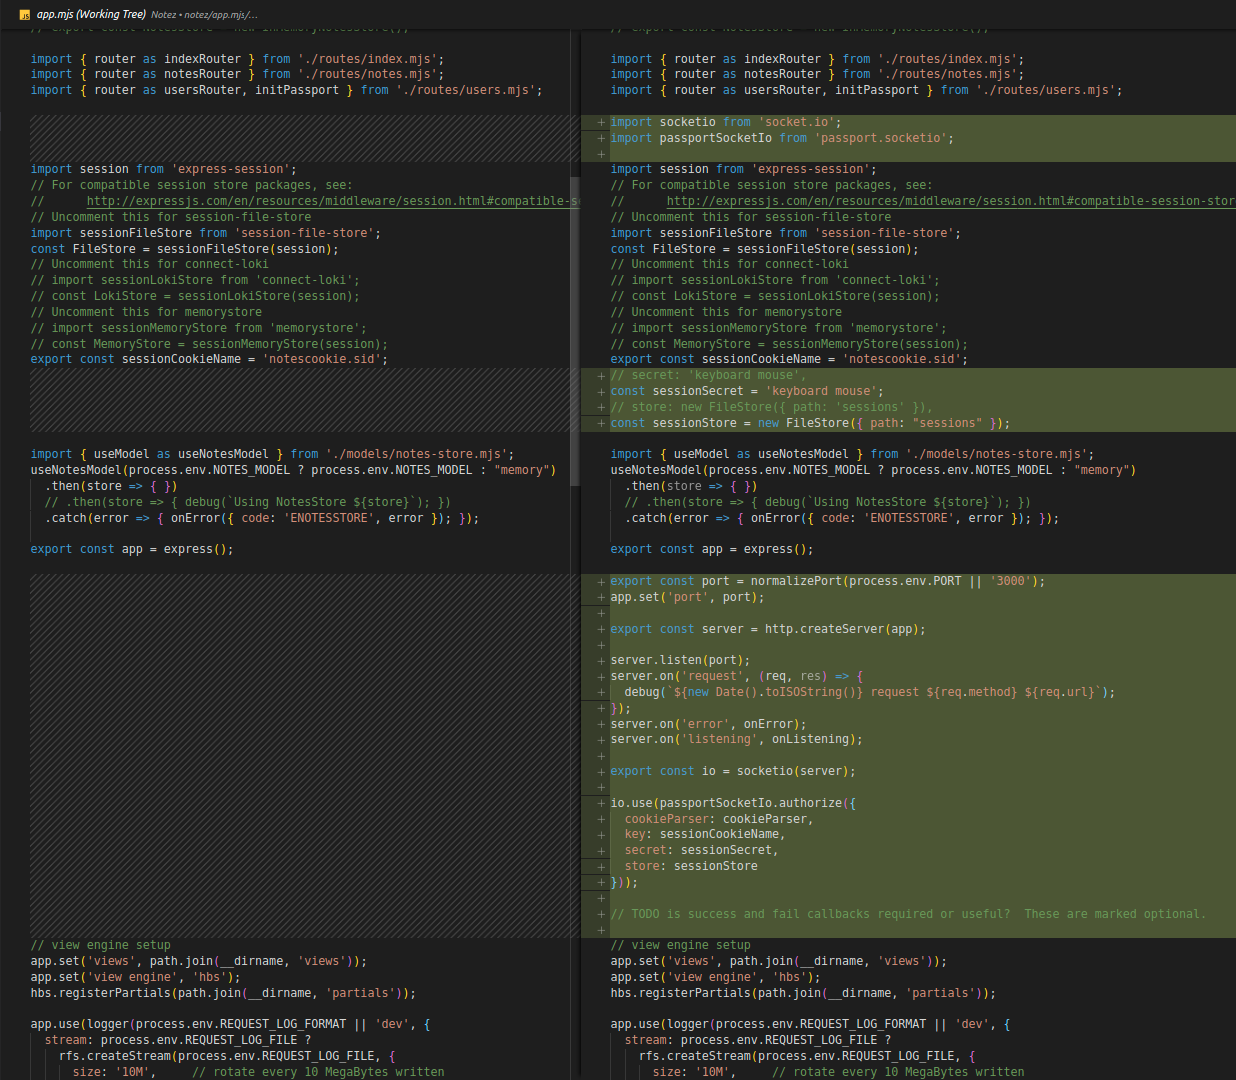 app.mjs (Working Tree) Notez • notez/app.mjs/...
import { router as indexRouter } from './routes/index.mjs';
import { router as notesRouter } from './routes/notes.mjs';
import { router as usersRouter, initPassport } from './routes/users.mjs';
import session from 'express-session';
// For compatible session store packages, see:
//      http://expressjs.com/en/resources/middleware/session.html#compatible-s
// Uncomment this for session-file-store
import sessionFileStore from 'session-file-store';
const FileStore = sessionFileStore(session);
// Uncomment this for connect-loki
// import sessionLokiStore from 'connect-loki';
// const LokiStore = sessionLokiStore(session);
// Uncomment this for memorystore
// import sessionMemoryStore from 'memorystore';
// const MemoryStore = sessionMemoryStore(session);
export const sessionCookieName = 'notescookie.sid';
import { useModel as useNotesModel } from './models/notes-store.mjs';
useNotesModel(process.env.NOTES_MODEL ? process.env.NOTES_MODEL : "memory")
  .then(store => { })
  // .then(store => { debug(`Using NotesStore ${store}`); })
  .catch(error => { onError({ code: 'ENOTESSTORE', error }); });
export const app = express();
// view engine setup
app.set('views', path.join(__dirname, 'views'));
app.set('view engine', 'hbs');
hbs.registerPartials(path.join(__dirname, 'partials'));
app.use(logger(process.env.REQUEST_LOG_FORMAT || 'dev', {
  stream: process.env.REQUEST_LOG_FILE ?
    rfs.createStream(process.env.REQUEST_LOG_FILE, {
      size: '10M',     // rotate every 10 MegaBytes written
import { router as indexRouter } from './routes/index.mjs';
import { router as notesRouter } from './routes/notes.mjs';
import { router as usersRouter, initPassport } from './routes/users.mjs';
+ import socketio from 'socket.io';
+ import passportSocketIo from 'passport.socketio';
+
import session from 'express-session';
// For compatible session store packages, see:
//      http://expressjs.com/en/resources/middleware/session.html#compatible-session-stor
// Uncomment this for session-file-store
import sessionFileStore from 'session-file-store';
const FileStore = sessionFileStore(session);
// Uncomment this for connect-loki
// import sessionLokiStore from 'connect-loki';
// const LokiStore = sessionLokiStore(session);
// Uncomment this for memorystore
// import sessionMemoryStore from 'memorystore';
// const MemoryStore = sessionMemoryStore(session);
export const sessionCookieName = 'notescookie.sid';
+ // secret: 'keyboard mouse',
+ const sessionSecret = 'keyboard mouse';
+ // store: new FileStore({ path: 'sessions' }),
+ const sessionStore = new FileStore({ path: "sessions" });
import { useModel as useNotesModel } from './models/notes-store.mjs';
useNotesModel(process.env.NOTES_MODEL ? process.env.NOTES_MODEL : "memory")
  .then(store => { })
  // .then(store => { debug(`Using NotesStore ${store}`); })
  .catch(error => { onError({ code: 'ENOTESSTORE', error }); });
export const app = express();
+ export const port = normalizePort(process.env.PORT || '3000');
+ app.set('port', port);
+
+ export const server = http.createServer(app);
+
+ server.listen(port);
+ server.on('request', (req, res) => {
+   debug(`${new Date().toISOString()} request ${req.method} ${req.url}`);
+ });
+ server.on('error', onError);
+ server.on('listening', onListening);
+
+ export const io = socketio(server);
+
+ io.use(passportSocketIo.authorize({
+   cookieParser: cookieParser,
+   key: sessionCookieName,
+   secret: sessionSecret,
+   store: sessionStore
+ }));
+
+ // TODO is success and fail callbacks required or useful?  These are marked optional.
+
// view engine setup
app.set('views', path.join(__dirname, 'views'));
app.set('view engine', 'hbs');
hbs.registerPartials(path.join(__dirname, 'partials'));
app.use(logger(process.env.REQUEST_LOG_FORMAT || 'dev', {
  stream: process.env.REQUEST_LOG_FILE ?
    rfs.createStream(process.env.REQUEST_LOG_FILE, {
      size: '10M',     // rotate every 10 MegaBytes written